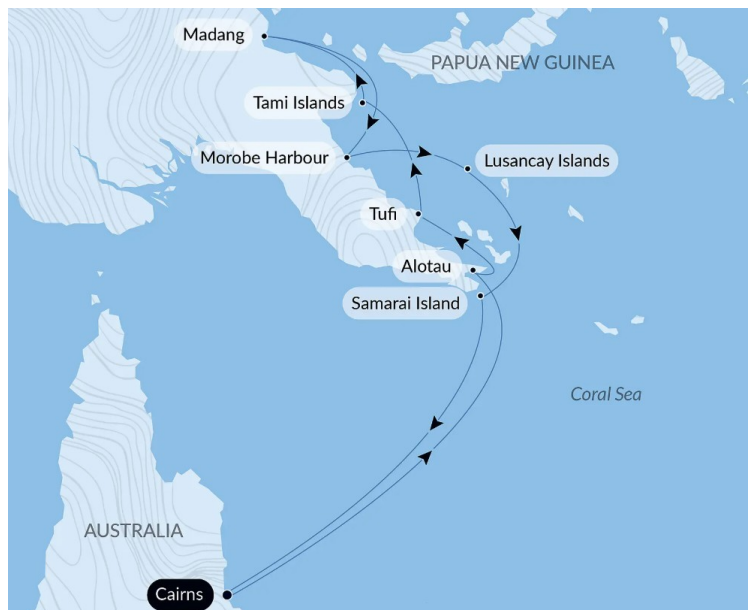 Madang
PAPUA NEW GUINEA
Tami Islands
Morobe Harbour
Lusancay Islands
Tufi
Alotau
Samarai Island
Coral Sea
AUSTRALIA
Cairns